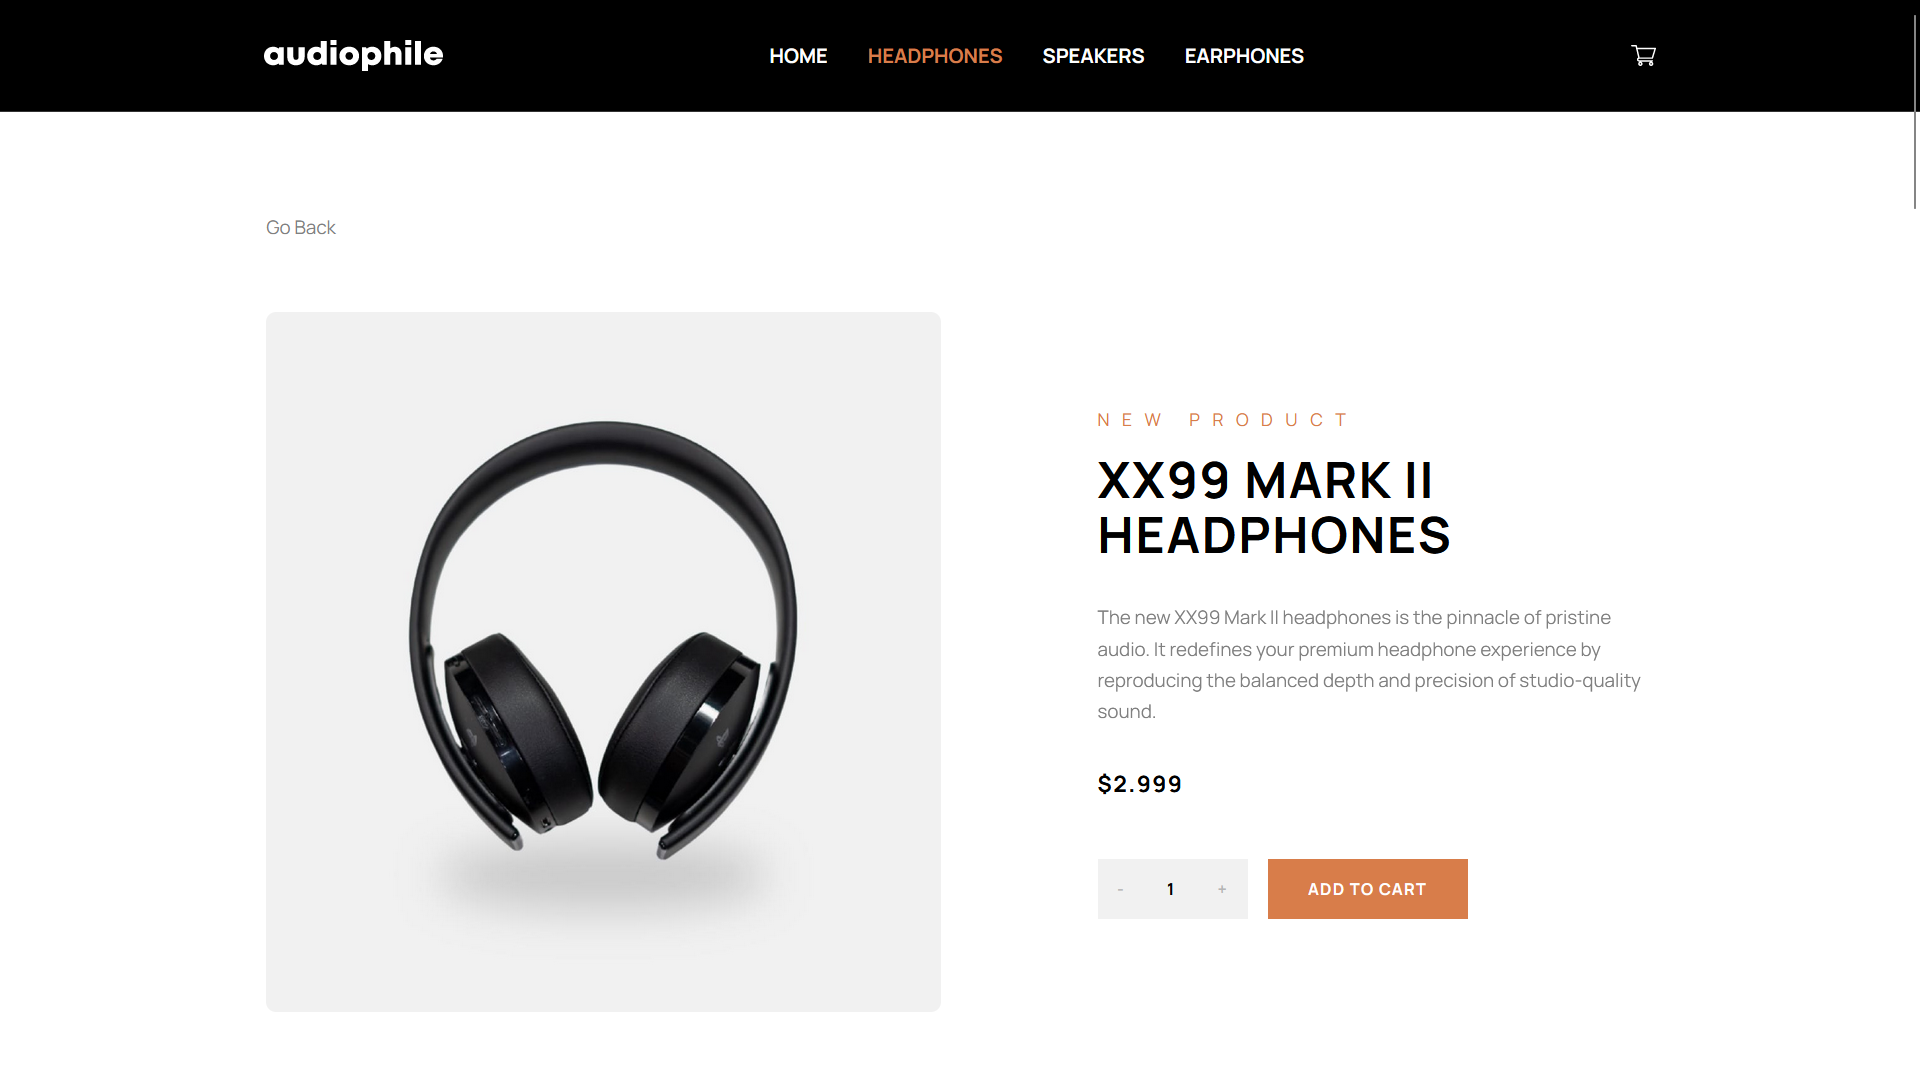 audiophile
HOME HEADPHONES SPEAKERS EARPHONES
Go Back
NEW PRODUCT
XX99 MARK II
HEADPHONES
The new XX99 Mark II headphones is the pinnacle of pristine
audio. It redefines your premium headphone experience by
reproducing the balanced depth and precision of studio-quality
sound.
$2.999
- 1 +
ADD TO CART